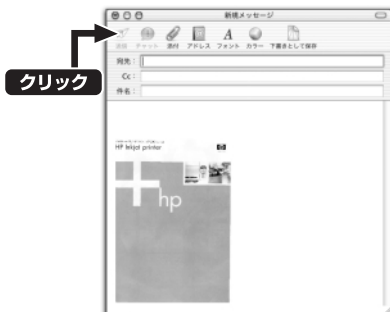 新規メッセージ
送信 チャット 添付 アドレス フォント カラー 下書きとして保存
宛先：
クリック
Cc：
件名：
HP deskjet printer
hp
hp